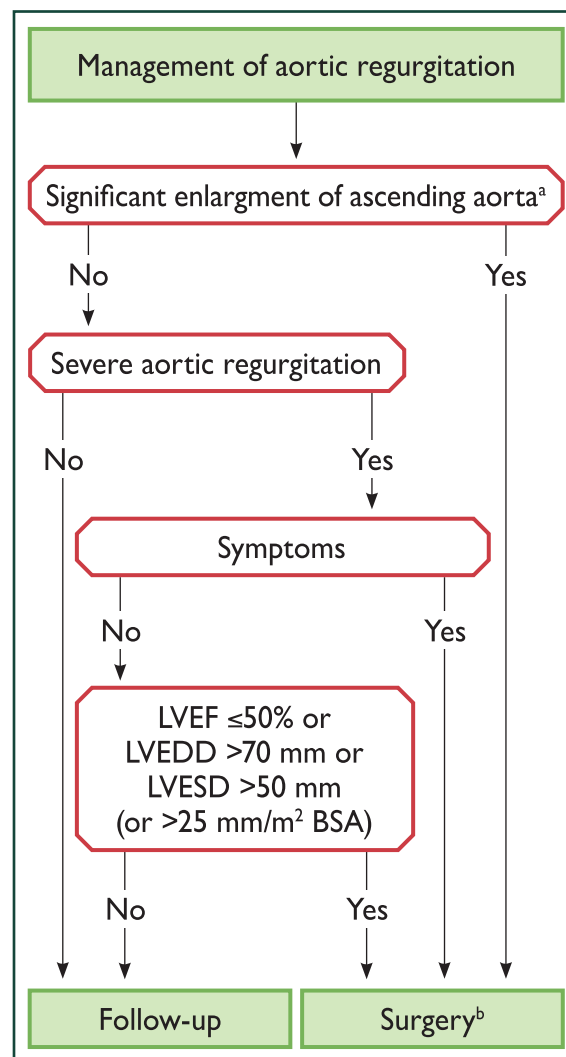 Management of aortic regurgitation
Significant enlargment of ascending aortaᵃ
No
Yes
Severe aortic regurgitation
No
Yes
Symptoms
No
Yes
LVEF ≤50% or
LVEDD >70 mm or
LVESD >50 mm
(or >25 mm/m² BSA)
No
Yes
Follow-up
Surgeryᵇ